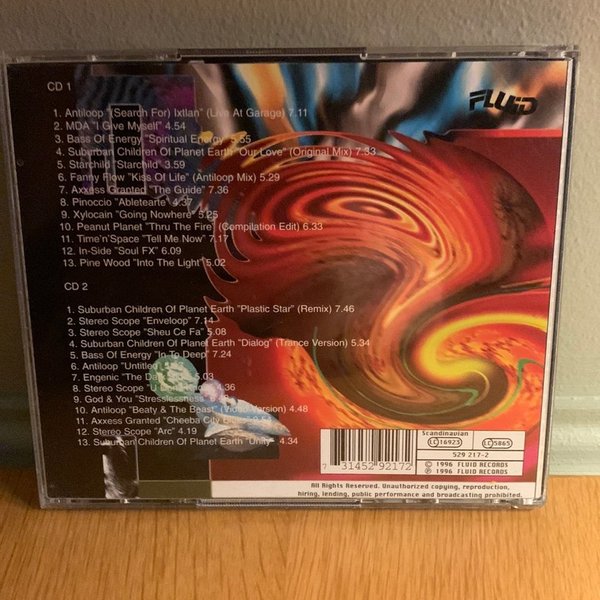 FLUID
CD 1
1. Antiloop "(Search For) Ixtlan" (Live At Garage) 7.11
2. MDA "I Give Myself" 4.54
3. Bass Of Energy "Spiritual Energy" 5.55
4. Suburban Children Of Planet Earth "Our Love" (Original Mix) 7.33
5. Starchild "Starchild" 3.59
6. Family How "Kiss Of Life" (Antiloop Mix) 5.29
7. Axxess Granted "The Guide" 7.36
8. Pinoccio "Abletearte" 3.37
9. Xylocain "Going Nowhere" 5.25
10. Peanut Planet "Thru The Fire" (Compilation Edit) 6.33
11. Time'n'Space "Tell Me Now" 7.17
12. In-Side "Soul FX" 6.09
13. Pine Wood "Into The Light" 5.02
CD 2
1. Suburban Children Of Planet Earth "Plastic Star" (Remix) 7.46
2. Stereo Scope "Enveloop" 7.14
3. Stereo Scope "Sheu Ce Fa" 5.08
4. Suburban Children Of Planet Earth "Dialog" (Trance Version) 5.34
5. Bass Of Energy "In To Deep" 7.24
6. Antiloop "Untitled
7. Engenic "The
8. Stereo Scope
9. God & You "Stresslessness"
10. Antiloop "Beaty & The Beast" (Video Version) 4.48
11. Axxess Granted "Cheeba City
12. Stereo Scope "Arc" 4.19
13. Suburban Children Of Planet Earth "Unity" 4.34
Scandinavian
LC 16923
LC 5865
529 217-2
7 31452 92172
℗ 1996 FLUID RECORDS
© 1996 FLUID RECORDS
All Rights Reserved. Unauthorized copying, reproduction,
hiring, lending, public performance and broadcasting prohibited.